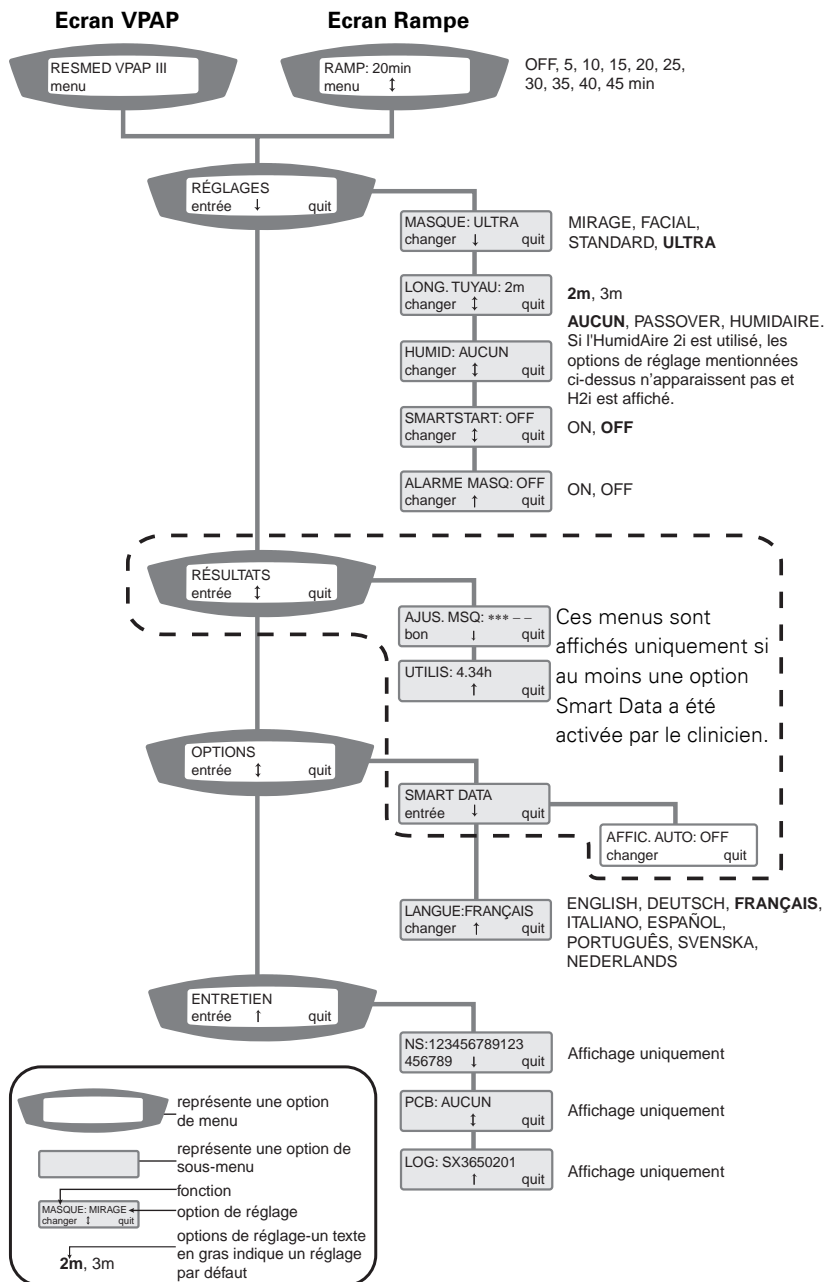 Ecran VPAP
Ecran Rampe
RESMED VPAP III
menu
RAMP: 20min
menu ↕
OFF, 5, 10, 15, 20, 25,
30, 35, 40, 45 min
RÉGLAGES
entrée ↓ quit
MASQUE: ULTRA
changer ↓ quit
MIRAGE, FACIAL,
STANDARD, ULTRA
LONG. TUYAU: 2m
changer ↕ quit
2m, 3m
HUMID: AUCUN
changer ↕ quit
AUCUN, PASSOVER, HUMIDAIRE.
Si l'HumidAire 2i est utilisé, les
options de réglage mentionnées
ci-dessus n'apparaissent pas et
H2i est affiché.
SMARTSTART: OFF
changer ↕ quit
ON, OFF
ALARME MASQ: OFF
changer ↑ quit
ON, OFF
RÉSULTATS
entrée ↕ quit
AJUS. MSQ: *** – –
bon ↓ quit
UTILIS: 4.34h
↑ quit
Ces menus sont
affichés uniquement si
au moins une option
Smart Data a été
activée par le clinicien.
OPTIONS
entrée ↕ quit
SMART DATA
entrée ↓ quit
AFFIC. AUTO: OFF
changer quit
LANGUE:FRANÇAIS
changer ↑ quit
ENGLISH, DEUTSCH, FRANÇAIS,
ITALIANO, ESPAÑOL,
PORTUGUÊS, SVENSKA,
NEDERLANDS
ENTRETIEN
entrée ↑ quit
NS:123456789123
456789 ↓ quit
Affichage uniquement
PCB: AUCUN
↕ quit
Affichage uniquement
LOG: SX3650201
↑ quit
Affichage uniquement
représente une option
de menu
représente une option de
sous-menu
fonction
MASQUE: MIRAGE
changer ↕ quit
option de réglage
2m, 3m
options de réglage-un texte
en gras indique un réglage
par défaut